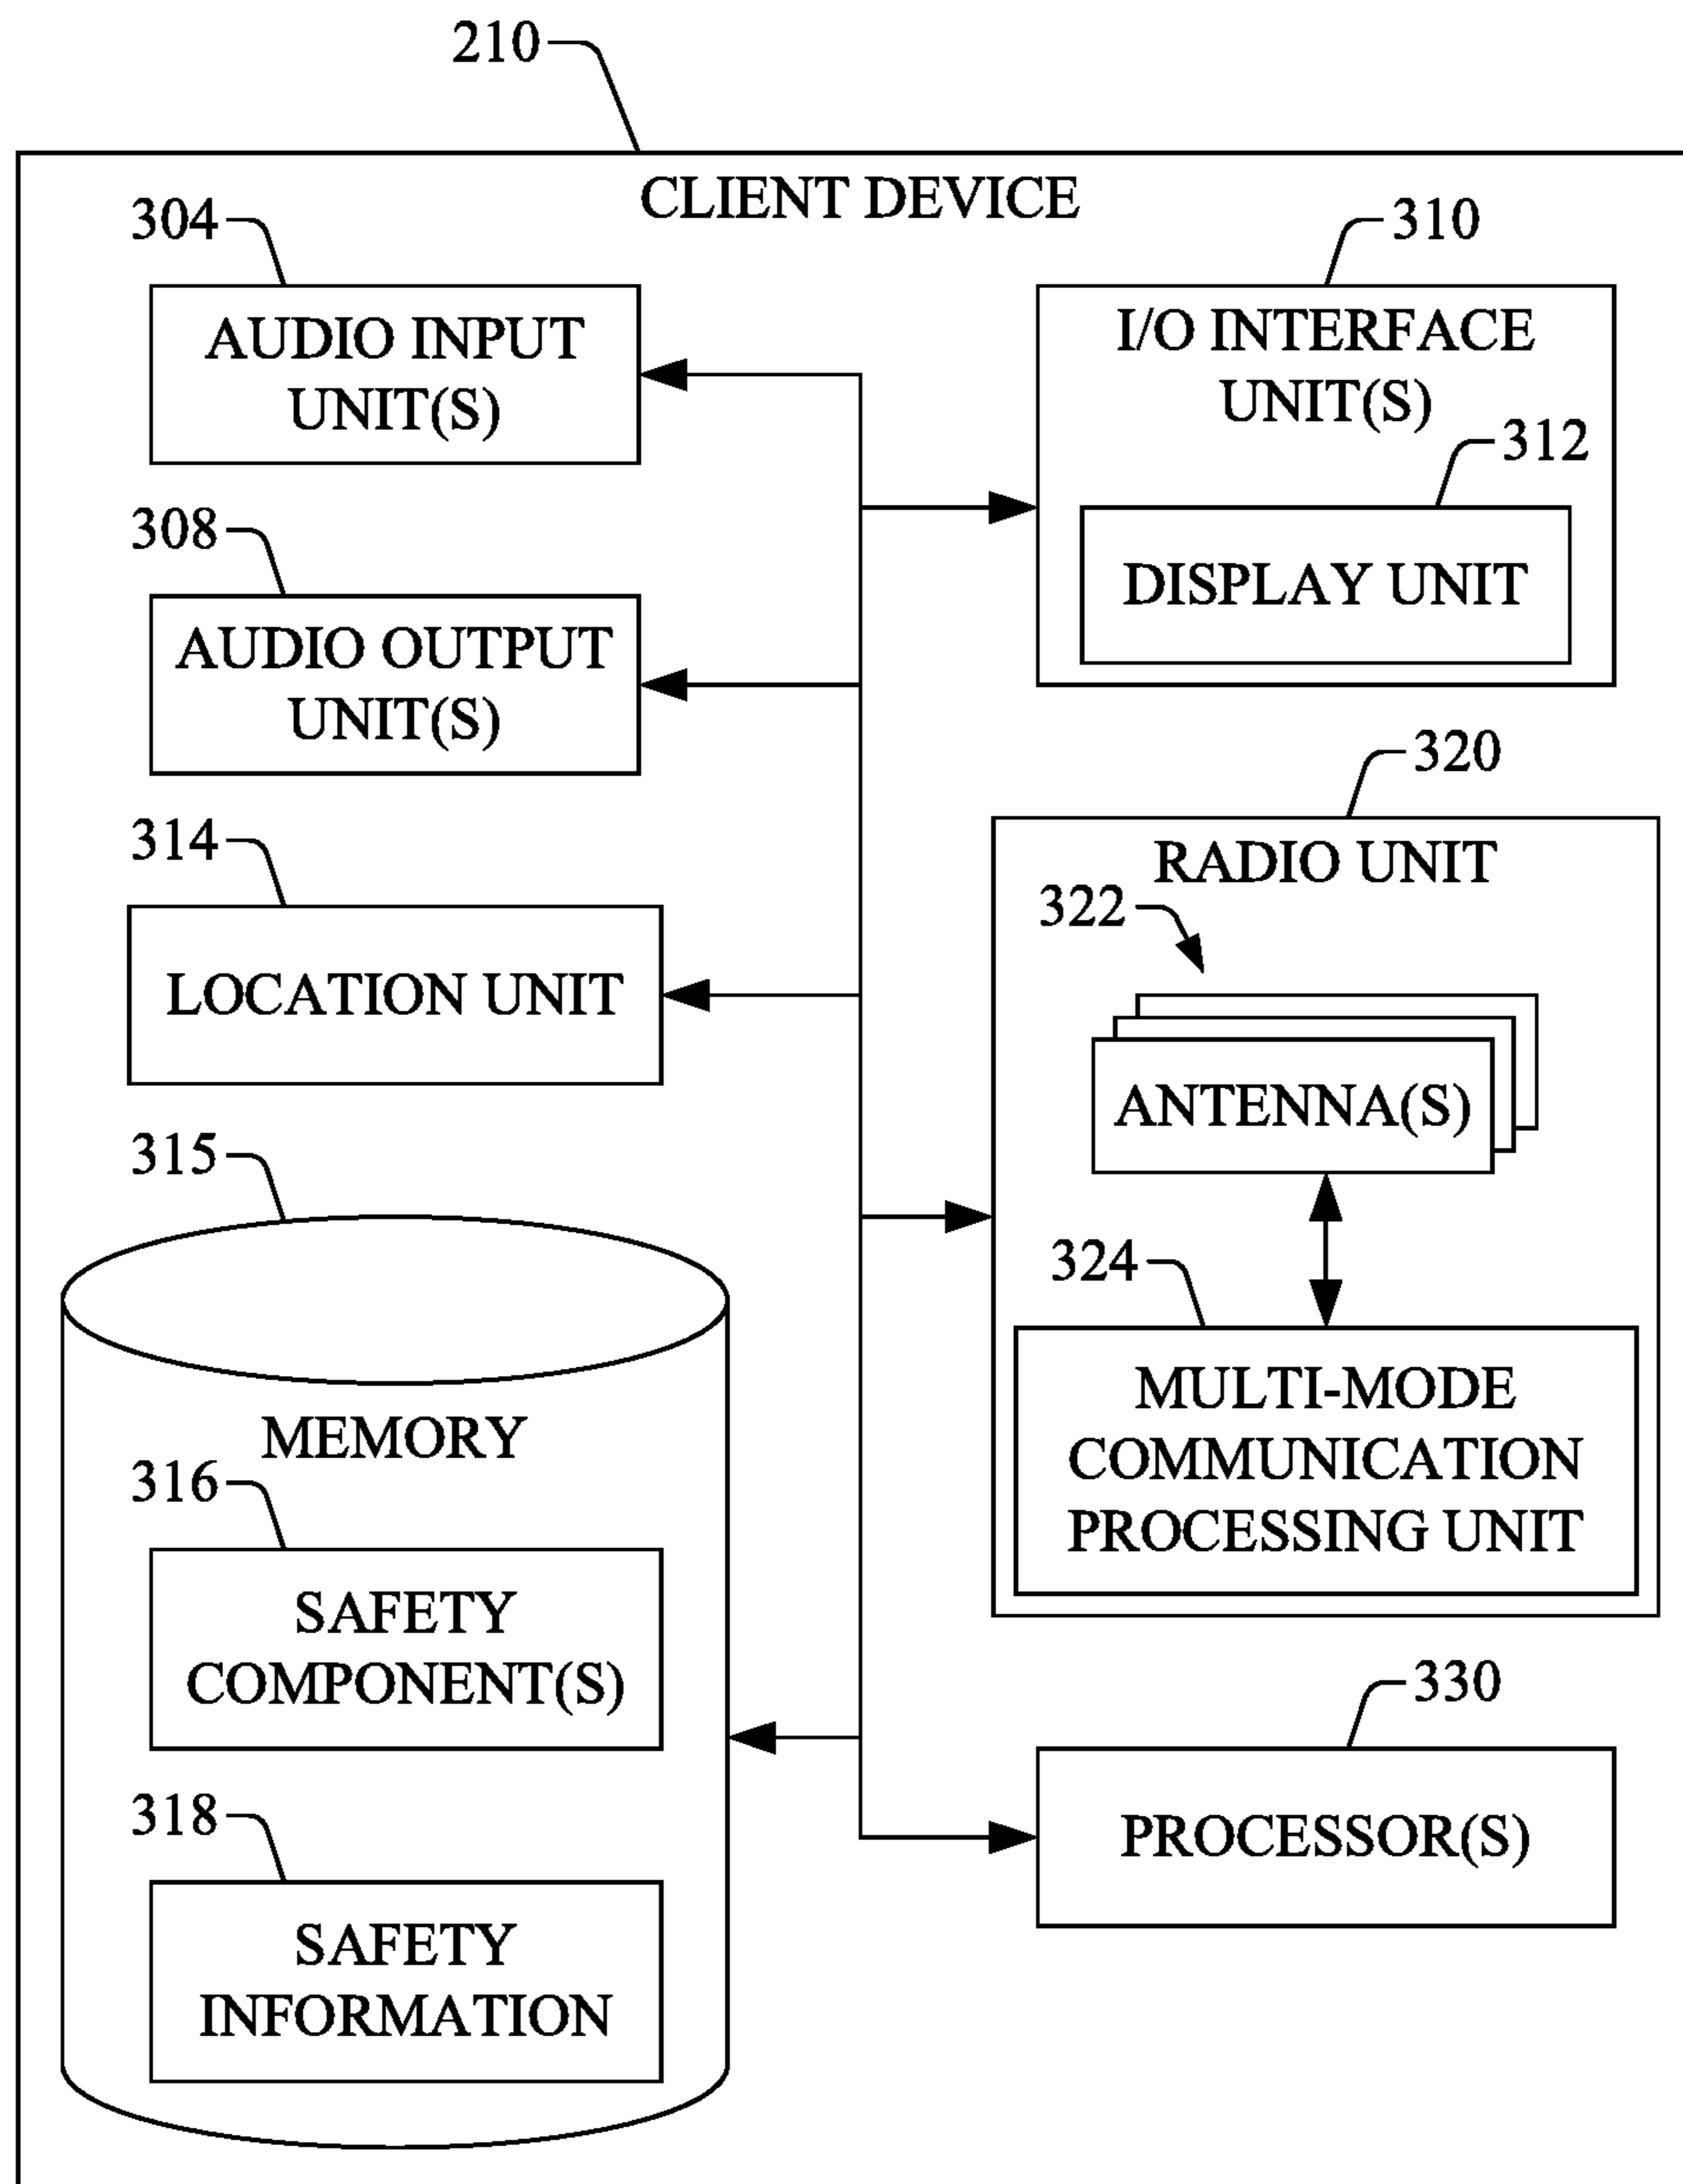 210
CLIENT DEVICE
304
AUDIO INPUT
UNIT(S)
310
I/O INTERFACE
UNIT(S)
312
DISPLAY UNIT
308
AUDIO OUTPUT
UNIT(S)
314
LOCATION UNIT
320
RADIO UNIT
322
ANTENNA(S)
324
MULTI-MODE
COMMUNICATION
PROCESSING UNIT
315
MEMORY
316
SAFETY
COMPONENT(S)
318
SAFETY
INFORMATION
330
PROCESSOR(S)